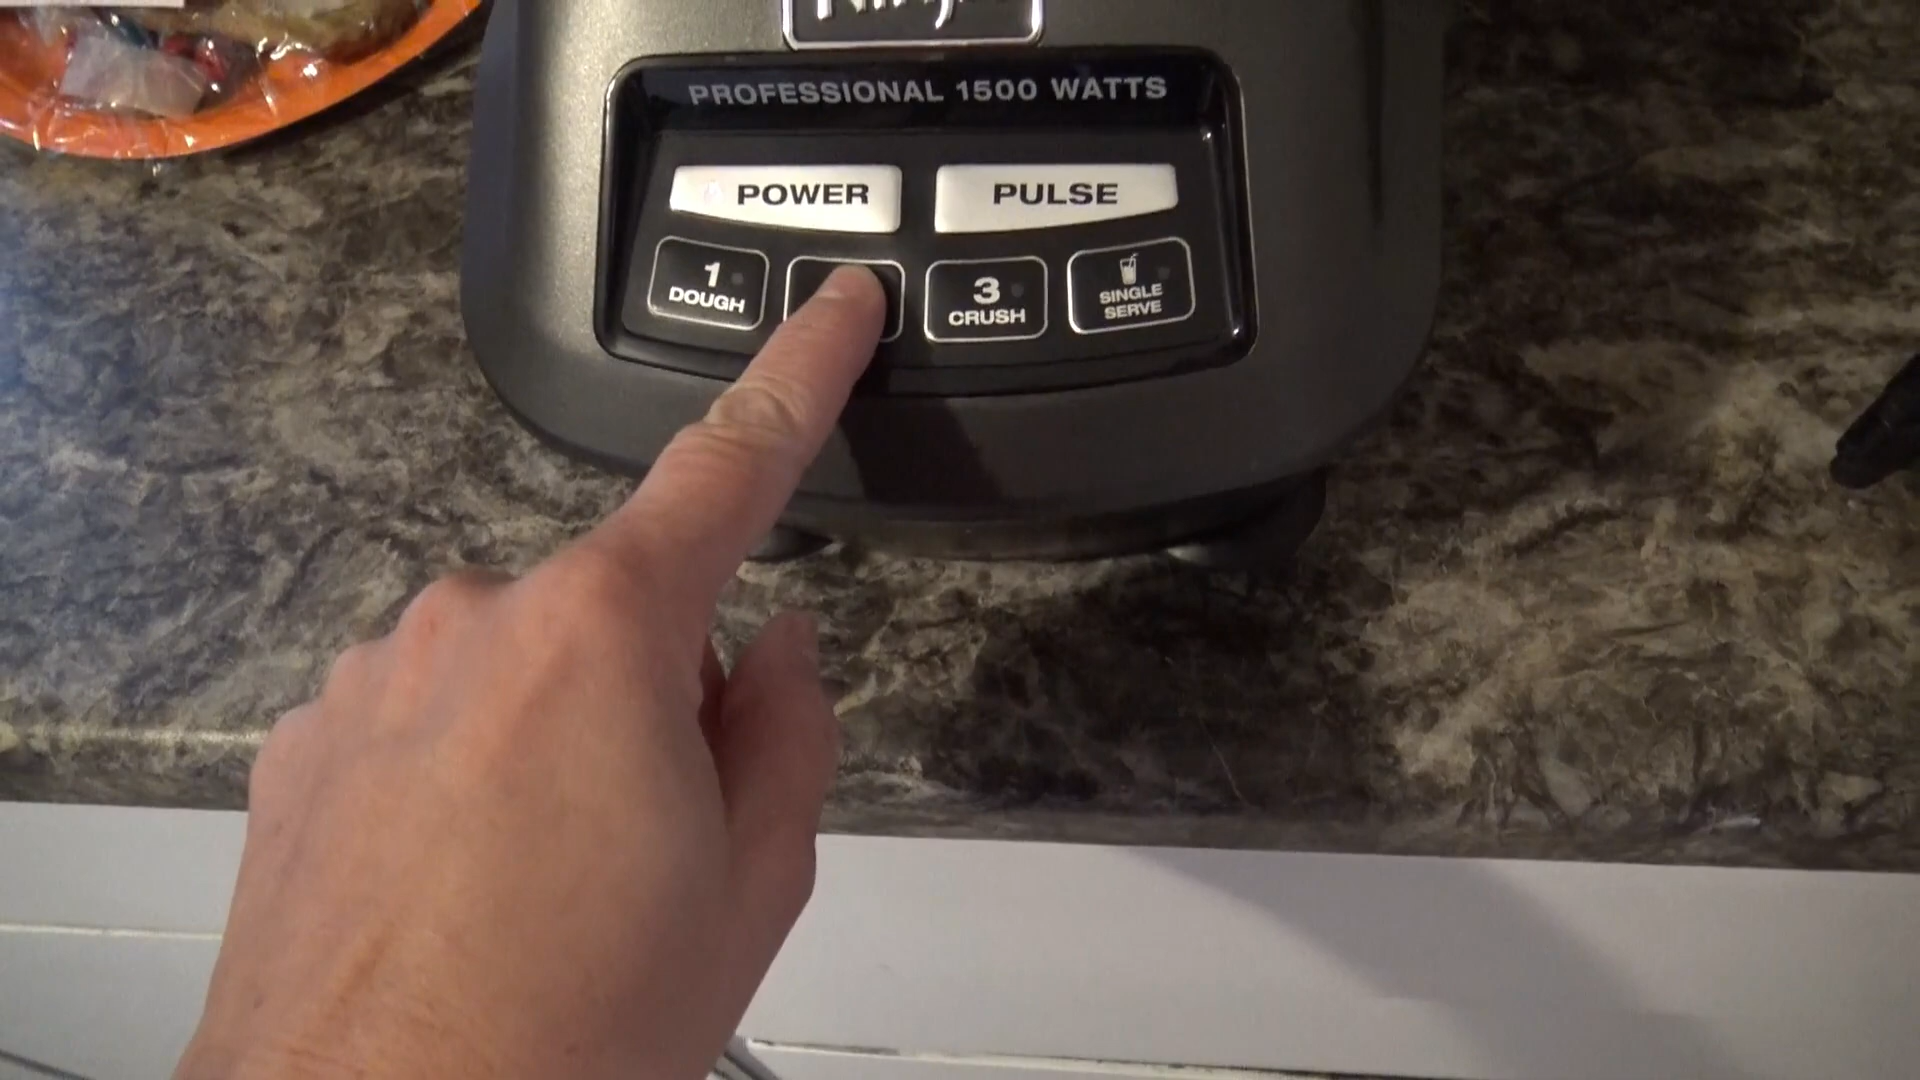 PROFESSIONAL 1500 WATTS
POWER
PULSE
1
DOUGH
3
CRUSH
SINGLE
SERVE